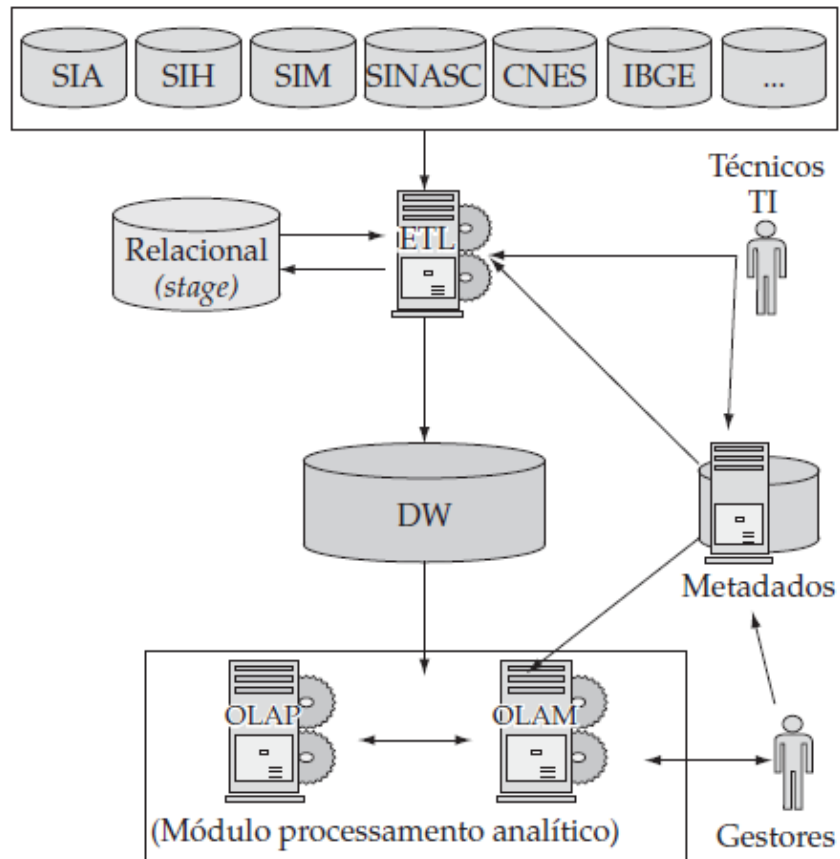 SIA
SIH
SIM
SINASC
CNES
IBGE
...
Técnicos
TI
Relacional
(stage)
ETL
DW
Metadados
OLAP
OLAM
(Módulo processamento analítico)
Gestores